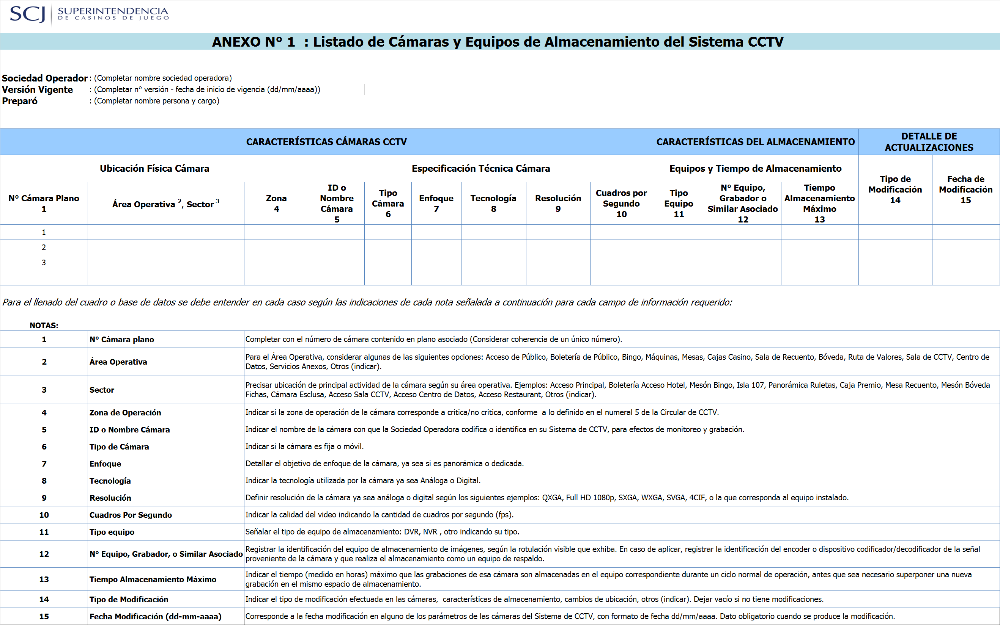 SCJ SUPERINTENDENCIA
DE CASINOS DE JUEGO
ANEXO N° 1  : Listado de Cámaras y Equipos de Almacenamiento del Sistema CCTV
Sociedad Operador : (Completar nombre sociedad operadora)
Versión Vigente : (Completar n° versión - fecha de inicio de vigencia (dd/mm/aaaa))
Preparó : (Completar nombre persona y cargo)
CARACTERÍSTICAS CÁMARAS CCTV
CARACTERÍSTICAS DEL ALMACENAMIENTO
DETALLE DE
ACTUALIZACIONES
Ubicación Física Cámara
Especificación Técnica Cámara
Equipos y Tiempo de Almacenamiento
N° Cámara Plano
1
Área Operativa 2, Sector 3
Zona
4
ID o
Nombre
Cámara
5
Tipo
Cámara
6
Enfoque
7
Tecnología
8
Resolución
9
Cuadros por
Segundo
10
Tipo
Equipo
11
N° Equipo,
Grabador o
Similar Asociado
12
Tiempo
Almacenamiento
Máximo
13
Tipo de
Modificación
14
Fecha de
Modificación
15
1
2
3
Para el llenado del cuadro o base de datos se debe entender en cada caso según las indicaciones de cada nota señalada a continuación para cada campo de información requerido:
NOTAS:
1 N° Cámara plano Completar con el número de cámara contenido en plano asociado (Considerar coherencia de un único número).
2 Área Operativa Para el Área Operativa, considerar algunas de las siguientes opciones: Acceso de Público, Boletería de Público, Bingo, Máquinas, Mesas, Cajas Casino, Sala de Recuento, Bóveda, Ruta de Valores, Sala de CCTV, Centro de
Datos, Servicios Anexos, Otros (indicar).
3 Sector Precisar ubicación de principal actividad de la cámara según su área operativa. Ejemplos: Acceso Principal, Boletería Acceso Hotel, Mesón Bingo, Isla 107, Panorámica Ruletas, Caja Premio, Mesa Recuento, Mesón Bóveda
Fichas, Cámara Esclusa, Acceso Sala CCTV, Acceso Centro de Datos, Acceso Restaurant, Otros (indicar).
4 Zona de Operación Indicar si la zona de operación de la cámara corresponde a critica/no critica, conforme  a lo definido en el numeral 5 de la Circular de CCTV.
5 ID o Nombre Cámara Indicar el nombre de la cámara con que la Sociedad Operadora codifica o identifica en su Sistema de CCTV, para efectos de monitoreo y grabación.
6 Tipo de Cámara Indicar si la cámara es fija o móvil.
7 Enfoque Detallar el objetivo de enfoque de la cámara, ya sea si es panorámica o dedicada.
8 Tecnología Indicar la tecnología utilizada por la cámara ya sea Análoga o Digital.
9 Resolución Definir resolución de la cámara ya sea análoga o digital según los siguientes ejemplos: QXGA, Full HD 1080p, SXGA, WXGA, SVGA, 4CIF, o la que corresponda al equipo instalado.
10 Cuadros Por Segundo Indicar la calidad del video indicando la cantidad de cuadros por segundo (fps).
11 Tipo equipo Señalar el tipo de equipo de almacenamiento: DVR, NVR , otro indicando su tipo.
12 N° Equipo, Grabador, o Similar Asociado Registrar la identificación del equipo de almacenamiento de imágenes, según la rotulación visible que exhiba. En caso de aplicar, registrar la identificación del encoder o dispositivo codificador/decodificador de la señal
proveniente de la cámara y que realiza el almacenamiento como un equipo de respaldo.
13 Tiempo Almacenamiento Máximo Indicar el tiempo (medido en horas) máximo que las grabaciones de esa cámara son almacenadas en el equipo correspondiente durante un ciclo normal de operación, antes que sea necesario superponer una nueva
grabación en el mismo espacio de almacenamiento.
14 Tipo de Modificación Indicar el tipo de modificación efectuada en las cámaras,  características de almacenamiento, cambios de ubicación, otros (indicar). Dejar vacío si no tiene modificaciones.
15 Fecha Modificación (dd-mm-aaaa) Corresponde a la fecha modificación en alguno de los parámetros de las cámaras del Sistema de CCTV, con formato de fecha dd/mm/aaaa. Dato obligatorio cuando se produce la modificación.